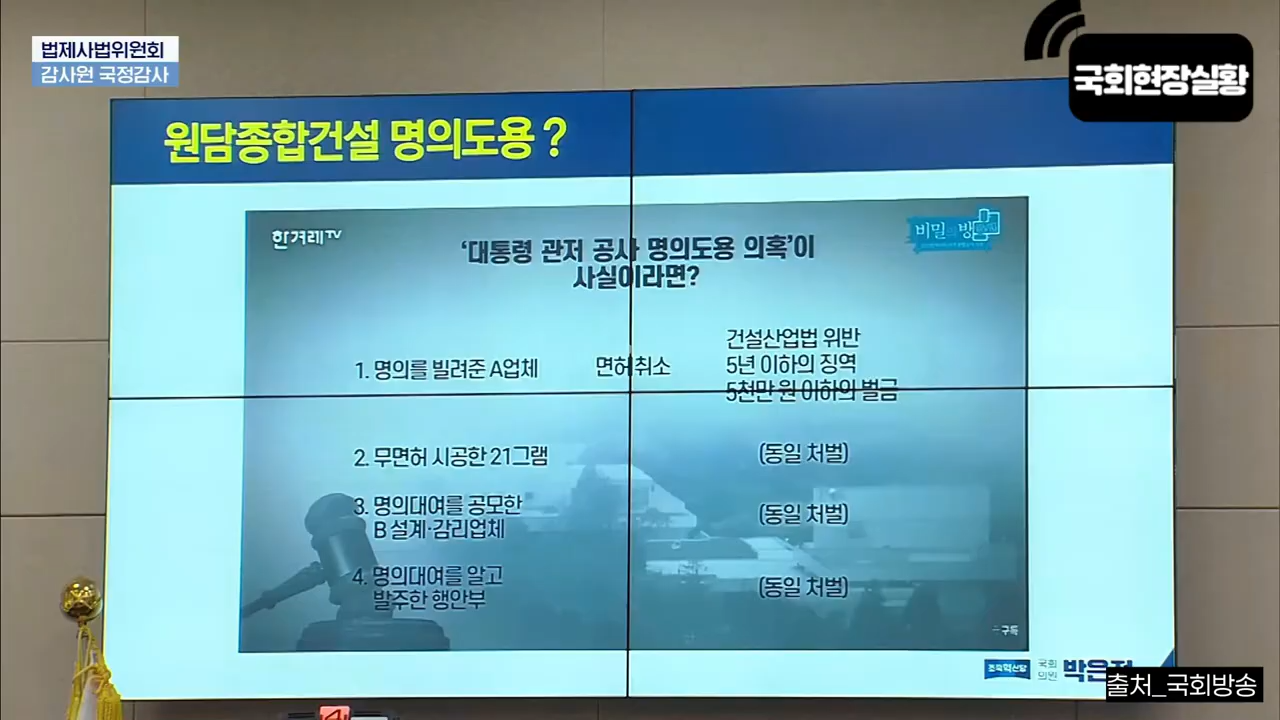 법제사법위원회
감사원 국정감사
국회현장실황
원담종합건설 명의도용?
한겨레TV
비밀의 방
'대통령 관저 공사 명의도용 의혹'이
사실이라면?
1. 명의를 빌려준 A업체
면허취소
건설산업법 위반
5년 이하의 징역
5천만 원 이하의 벌금
2. 무면허 시공한 21그램
(동일 처벌)
3. 명의대여를 공모한
B 설계·감리업체
(동일 처벌)
4. 명의대여를 알고
발주한 행안부
(동일 처벌)
구독
조국혁신당
국회
의원
박은정
출처_국회방송